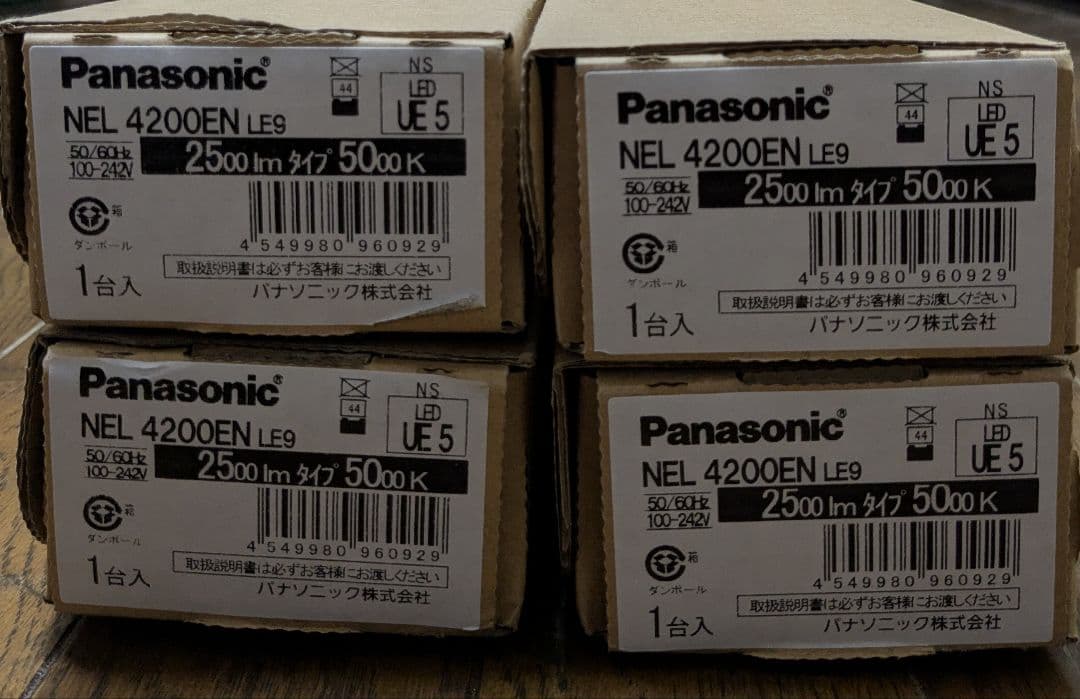 Panasonic®
NEL 4200EN LE9
44
NS
LED
UE 5
50/60Hz
100-242V
2500 lm タイプ 5000 K
箱
ダンボール
4 549980 960929
1台入
取扱説明書は必ずお客様にお渡しください
パナソニック株式会社
Panasonic®
NEL 4200EN LE9
44
NS
LED
UE 5
50/60Hz
100-242V
2500 lm タイプ 5000 K
箱
ダンボール
4 549980 960929
1台入
取扱説明書は必ずお客様にお渡しください
パナソニック株式会社
Panasonic®
NEL 4200EN LE9
44
NS
LED
UE 5
50/60Hz
100-242V
2500 lm タイプ 5000 K
箱
ダンボール
4 549980 960929
1台入
取扱説明書は必ずお客様にお渡しください
パナソニック株式会社
Panasonic®
NEL 4200EN LE9
44
NS
LED
UE 5
50/60Hz
100-242V
2500 lm タイプ 5000 K
箱
ダンボール
4 549980 960929
1台入
取扱説明書は必ずお客様にお渡しください
パナソニック株式会社